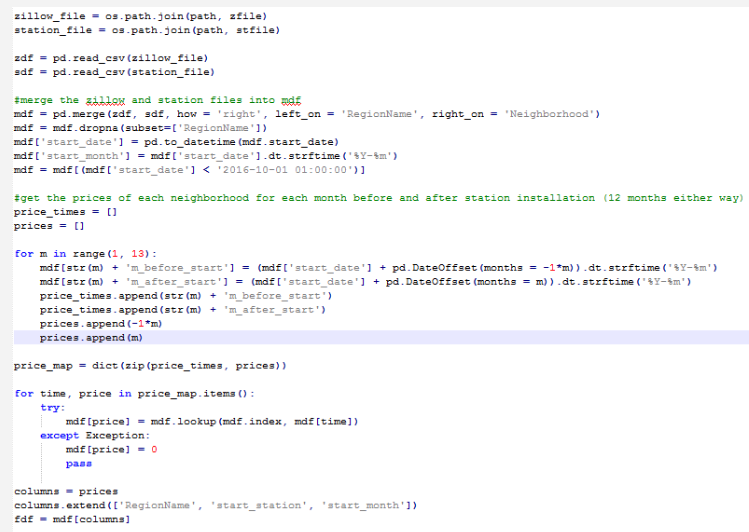 zillow_file = os.path.join(path, zfile)
station_file = os.path.join(path, stfile)
zdf = pd.read_csv(zillow_file)
sdf = pd.read_csv(station_file)
#merge the zillow and station files into mdf
mdf = pd.merge(zdf, sdf, how = 'right', left_on = 'RegionName', right_on = 'Neighborhood')
mdf = mdf.dropna(subset=['RegionName'])
mdf['start_date'] = pd.to_datetime(mdf.start_date)
mdf['start_month'] = mdf['start_date'].dt.strftime('%Y-%m')
mdf = mdf[(mdf['start_date'] < '2016-10-01 01:00:00')]
#get the prices of each neighborhood for each month before and after station installation (12 months either way)
price_times = []
prices = []
for m in range(1, 13):
    mdf[str(m) + 'm_before_start'] = (mdf['start_date'] + pd.DateOffset(months = -1*m)).dt.strftime('%Y-%m')
    mdf[str(m) + 'm_after_start'] = (mdf['start_date'] + pd.DateOffset(months = m)).dt.strftime('%Y-%m')
    price_times.append(str(m) + 'm_before_start')
    price_times.append(str(m) + 'm_after_start')
    prices.append(-1*m)
    prices.append(m)
price_map = dict(zip(price_times, prices))
for time, price in price_map.items():
    try:
        mdf[price] = mdf.lookup(mdf.index, mdf[time])
    except Exception:
        mdf[price] = 0
        pass
columns = prices
columns.extend(['RegionName', 'start_station', 'start_month'])
fdf = mdf[columns]